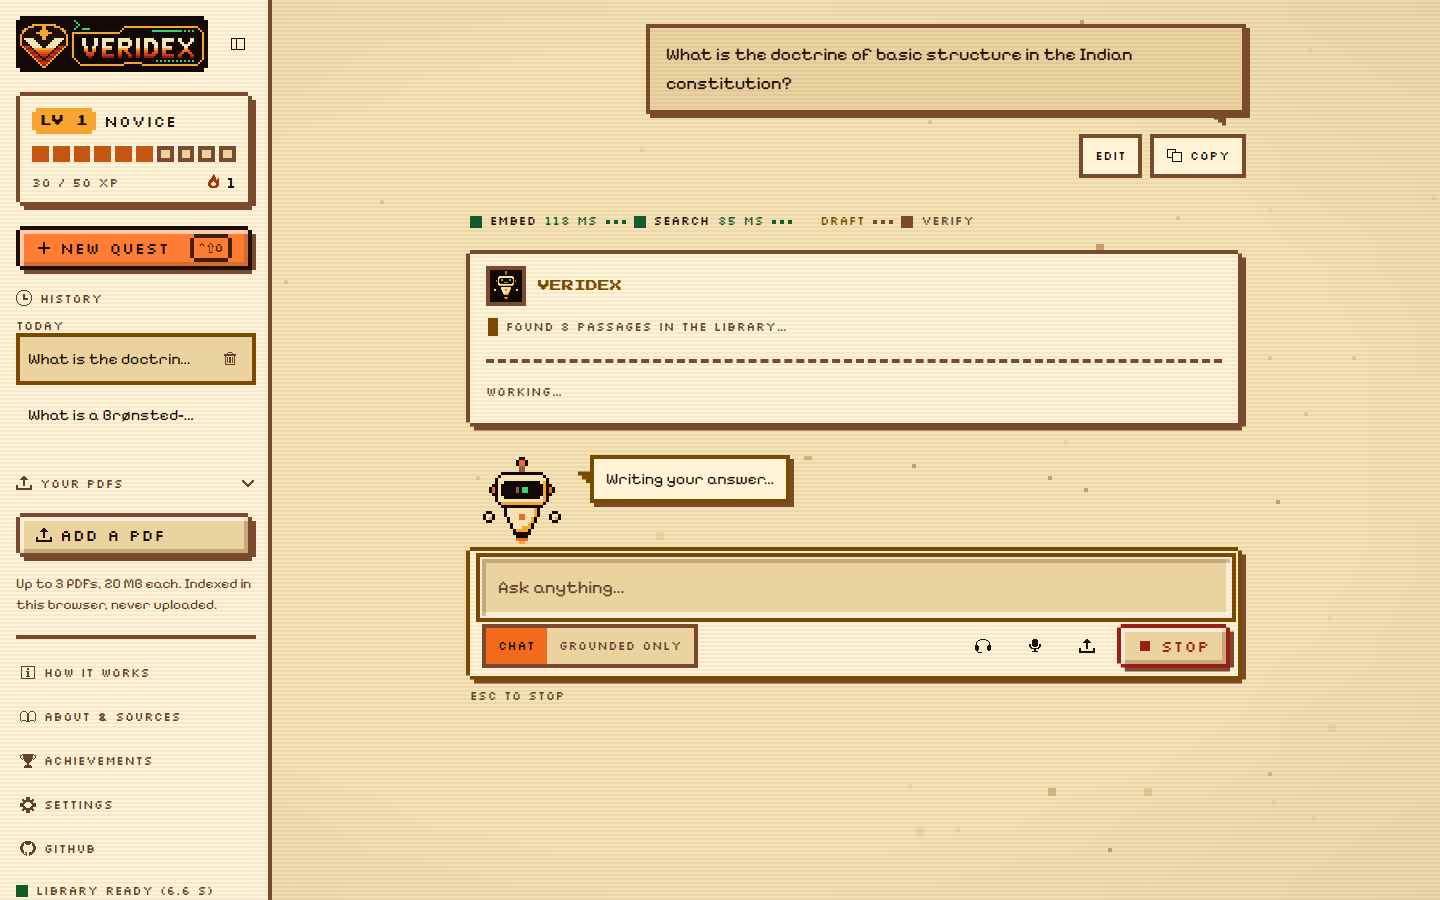 VERIDEX
LV 1 NOVICE
30 / 50 XP
1
+ NEW QUEST ^⇧O
HISTORY
TODAY
What is the doctrin...
What is a Brønsted-...
YOUR PDFS
ADD A PDF
Up to 3 PDFs, 20 MB each. Indexed in
this browser, never uploaded.
HOW IT WORKS
ABOUT & SOURCES
ACHIEVEMENTS
SETTINGS
GITHUB
LIBRARY READY (6.6 S)
What is the doctrine of basic structure in the Indian
constitution?
EDIT
COPY
EMBED 118 MS SEARCH 85 MS DRAFT VERIFY
VERIDEX
FOUND 8 PASSAGES IN THE LIBRARY...
WORKING...
Writing your answer...
Ask anything...
CHAT GROUNDED ONLY
STOP
ESC TO STOP